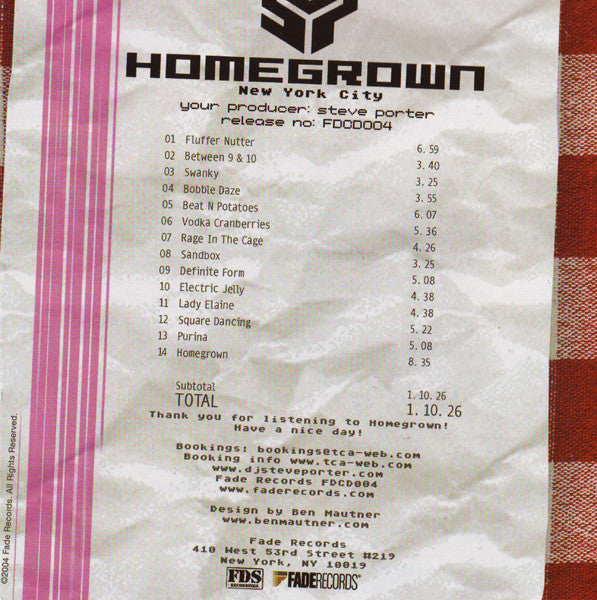 HOMEGROWN
New York City
your producer: steve porter
release no: FDCD004
01 Fluffer Nutter 6. 59
02 Between 9 & 10 3. 40
03 Swanky 3. 25
04 Bobble Daze 3. 55
05 Beat N Potatoes 6. 07
06 Vodka Cranberries 5. 36
07 Rage In The Cage 4. 26
08 Sandbox 3. 25
09 Definite Form 5. 08
10 Electric Jelly 4. 38
11 Lady Elaine 4. 38
12 Square Dancing 5. 22
13 Purina 5. 08
14 Homegrown 8. 35
Subtotal 1. 10. 26
TOTAL 1. 10. 26
Thank you for listening to Homegrown!
Have a nice day!
Bookings: bookings@tca-web.com
Booking info www.tca-web.com
www.djsteveporter.com
Fade Records FDCD004
www.faderecords.com
Design by Ben Mautner
www.benmautner.com
Fade Records
410 West 53rd Street #219
New York, NY 10019
FDS RECORDINGS FADERECORDS
©2004 Fade Records. All Rights Reserved.